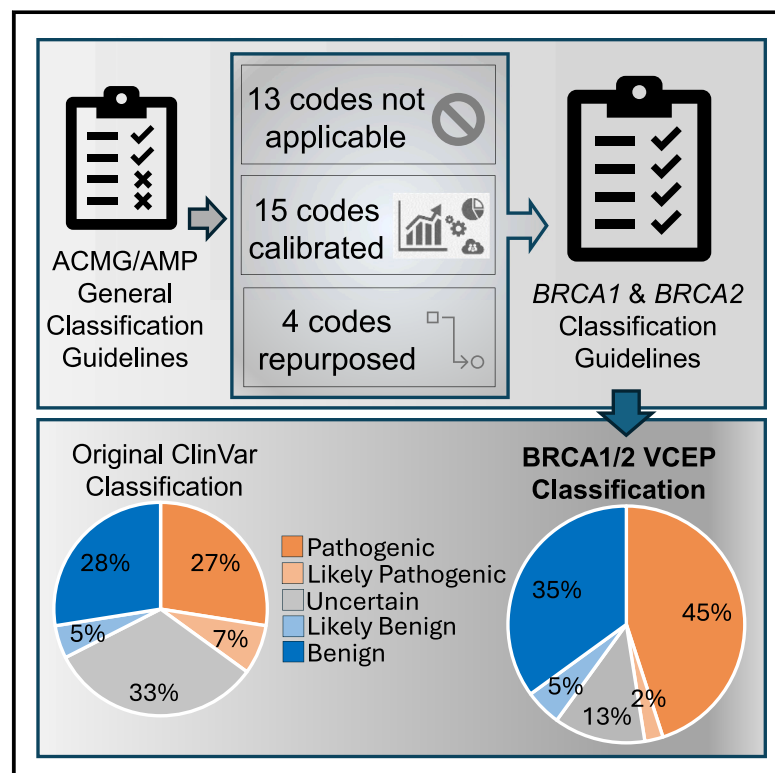 ACMG/AMP
General
Classification
Guidelines
13 codes not
applicable
15 codes
calibrated
4 codes
repurposed
BRCA1 & BRCA2
Classification
Guidelines
Original ClinVar
Classification
28%
27%
5%
7%
33%
Pathogenic
Likely Pathogenic
Uncertain
Likely Benign
Benign
BRCA1/2 VCEP
Classification
35%
45%
5%
13%
2%